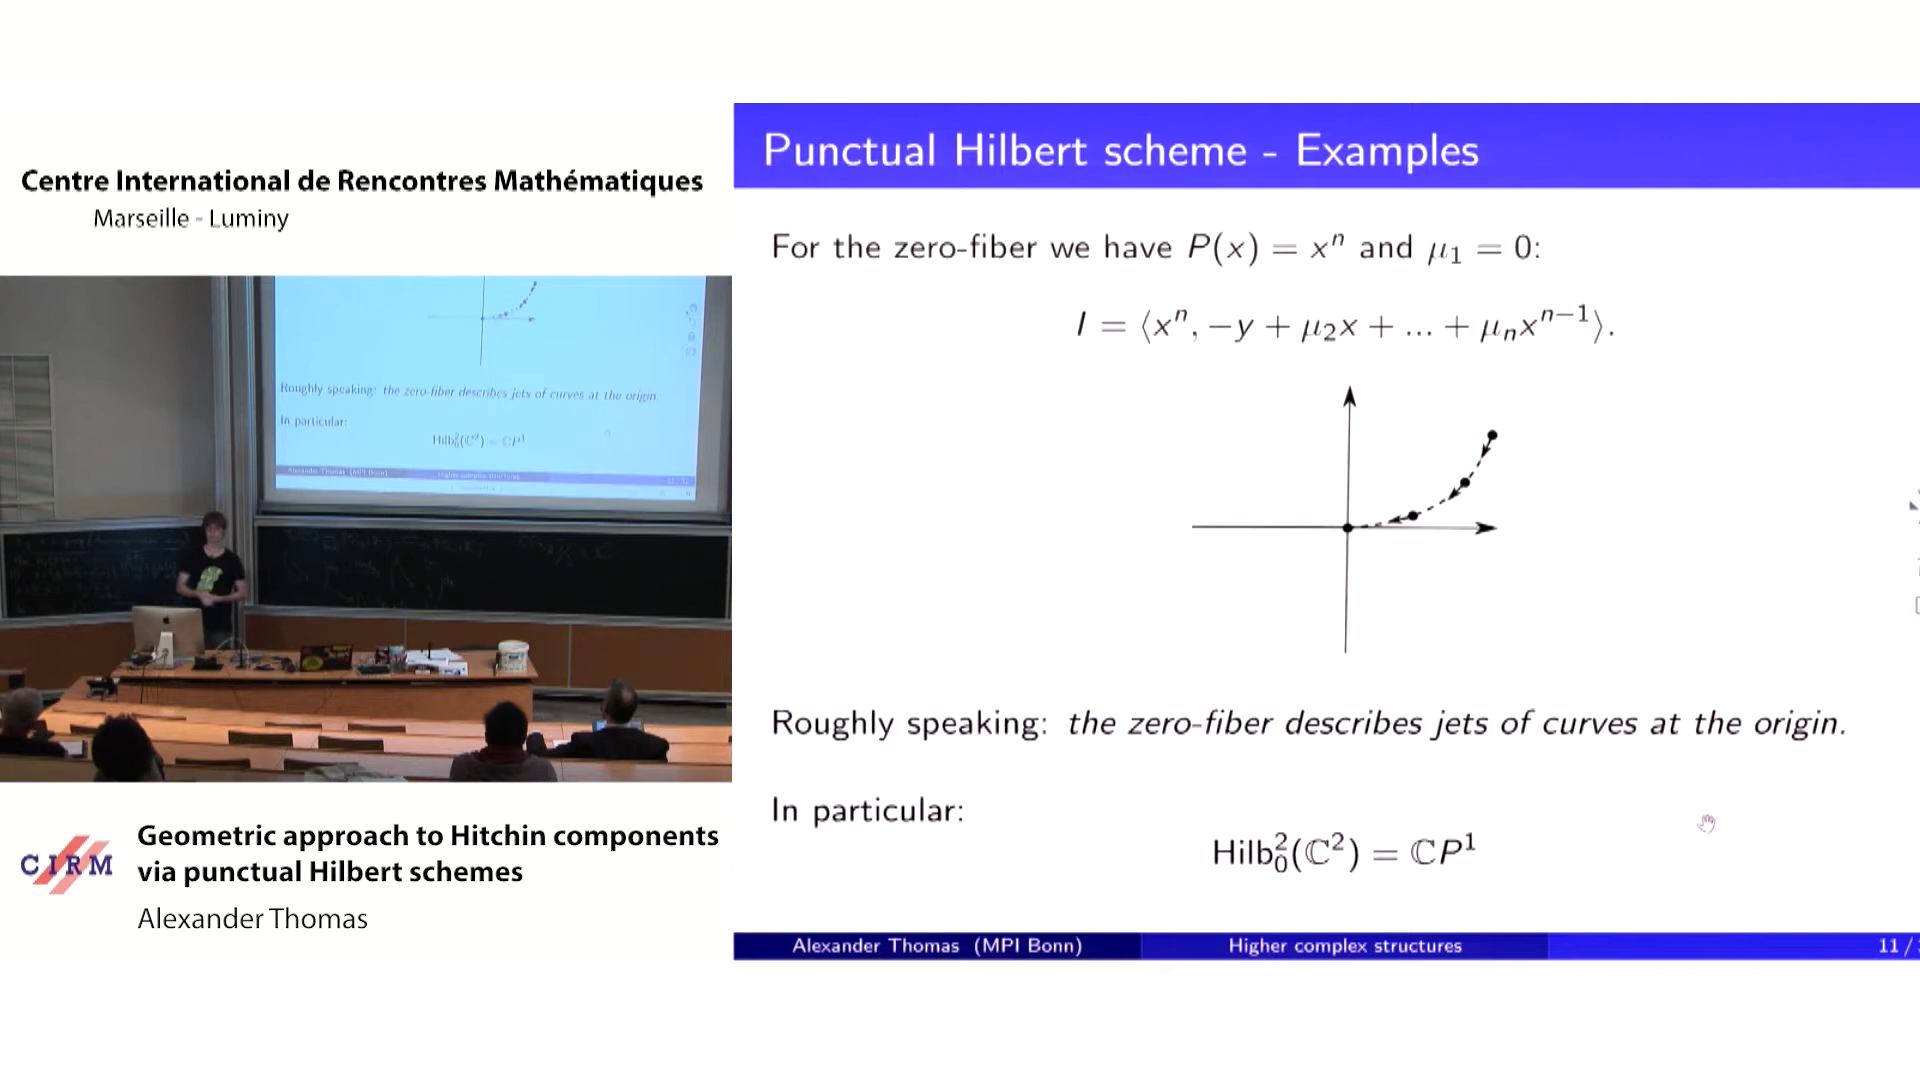 Centre International de Rencontres Mathématiques
Marseille - Luminy
Roughly speaking: the zero-fiber describes jets of curves at the origin
In particular:
Hilb²₀(ℂ²) = ℂP¹
Alexander Thomas (MPI Bonn)
Higher complex structures
CIRM
Geometric approach to Hitchin components
via punctual Hilbert schemes
Alexander Thomas
Punctual Hilbert scheme - Examples
For the zero-fiber we have P(x) = xⁿ and μ₁ = 0:
I = ⟨xⁿ, −y + μ₂x + ... + μₙxⁿ⁻¹⟩.
Roughly speaking: the zero-fiber describes jets of curves at the origin.
In particular:
Hilb²₀(ℂ²) = ℂP¹
Alexander Thomas (MPI Bonn)
Higher complex structures
11 /